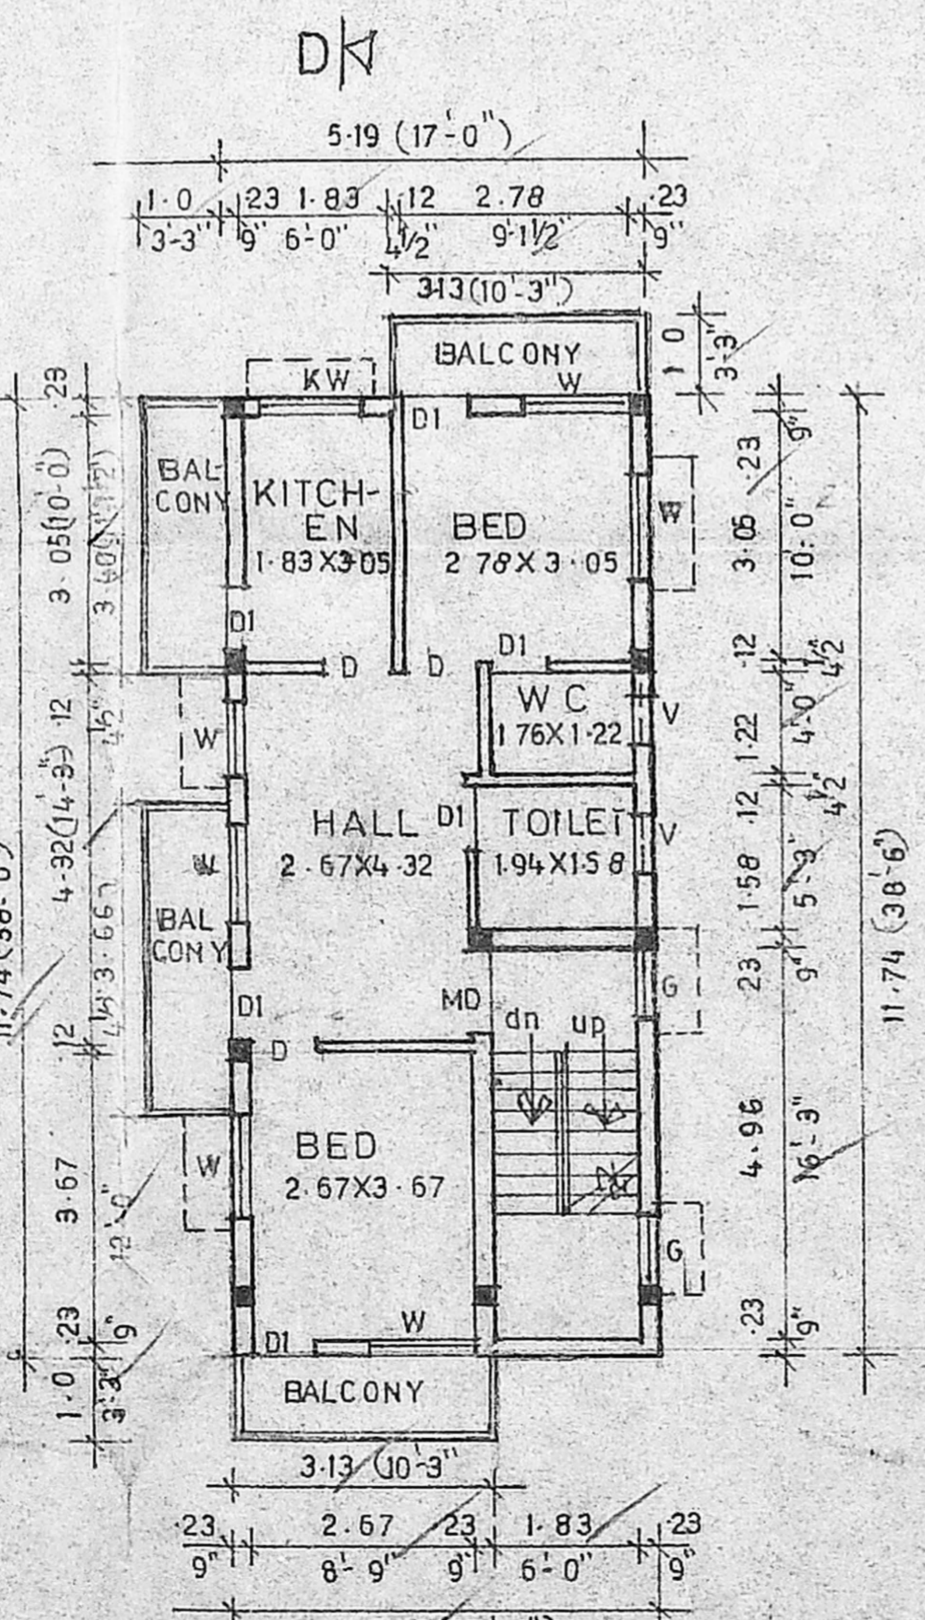 D
5.19 (17'-0")
1.0 .23 1.83 .12 2.78 .23
3'-3" 9" 6'-0" 4½" 9'-1½" 9"
3.13 (10'-3")
BALCONY
1.0
3'-3"
KW
W
D1
.23
.23
9"
BAL-
CONY
KITCH-
EN
1.83X3.05
BED
2.78X3.05
W
3.05(10'-0")
3.05
10'-0"
D1
D
D
D1
.12
4½"
W C
1.76X1.22
V
1.22
4'-0"
W
.12
4½"
HALL
2.67X4.32
D1
TOILET
1.94X1.58
V
.12
4½"
4.32(14'-3")
W
1.58
5'-3"
BAL
CONY
3.667
11.74 (38'-6")
D1
MD
G
.23
9"
dn up
.12
D
BED
2.67X3.67
W
3.67
12'-0"
4.96
16'-3"
G
.23
9"
.23
9"
D1
W
1.0
3'-3"
BALCONY
3.13 (10'-3")
.23 2.67 .23 1.83 .23
9" 8'-9" 9" 6'-0" 9"